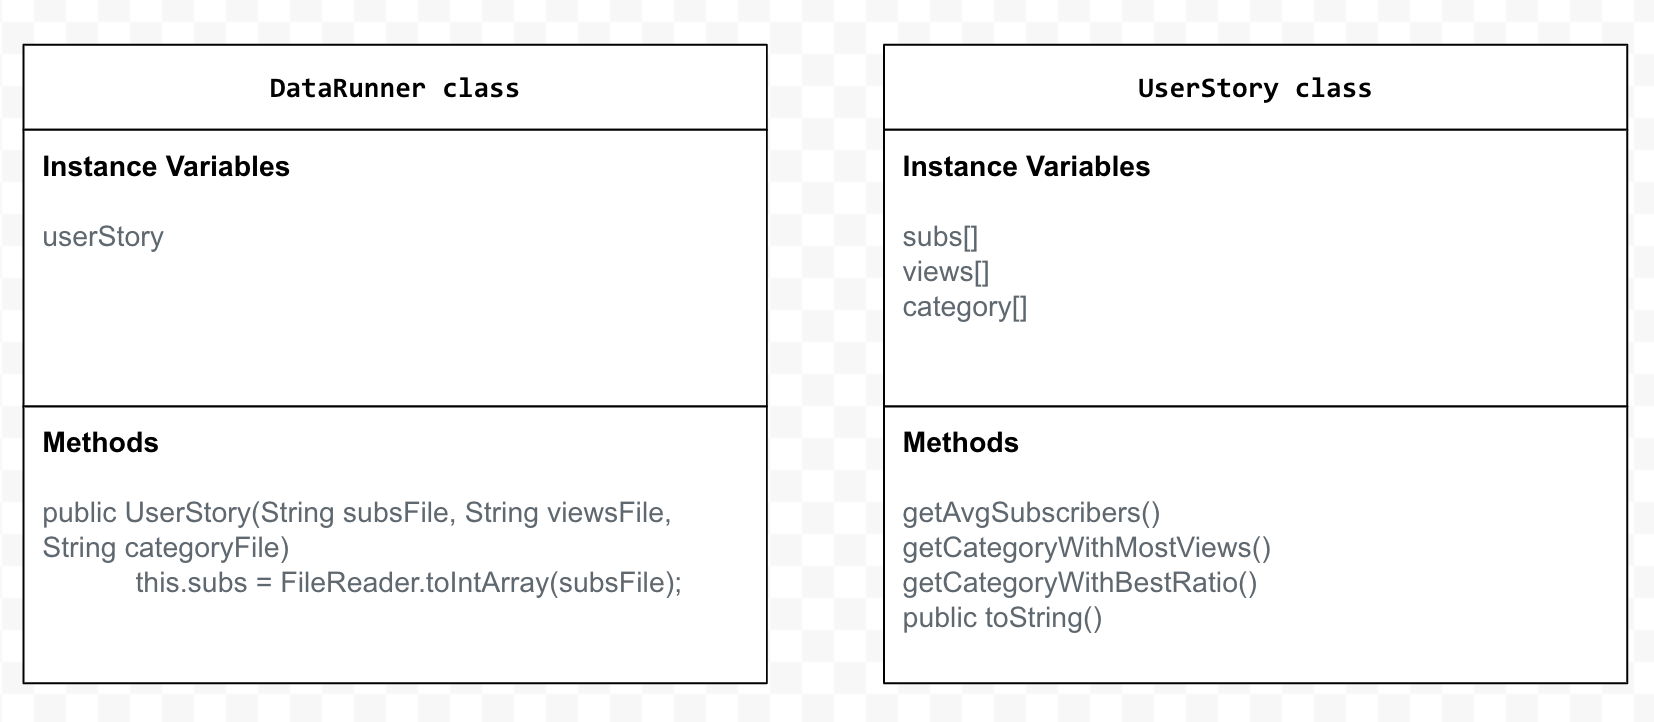 DataRunner class
Instance Variables
userStory
Methods
public UserStory(String subsFile, String viewsFile,
String categoryFile)
this.subs = FileReader.toIntArray(subsFile);
UserStory class
Instance Variables
subs[]
views[]
category[]
Methods
getAvgSubscribers()
getCategoryWithMostViews()
getCategoryWithBestRatio()
public toString()